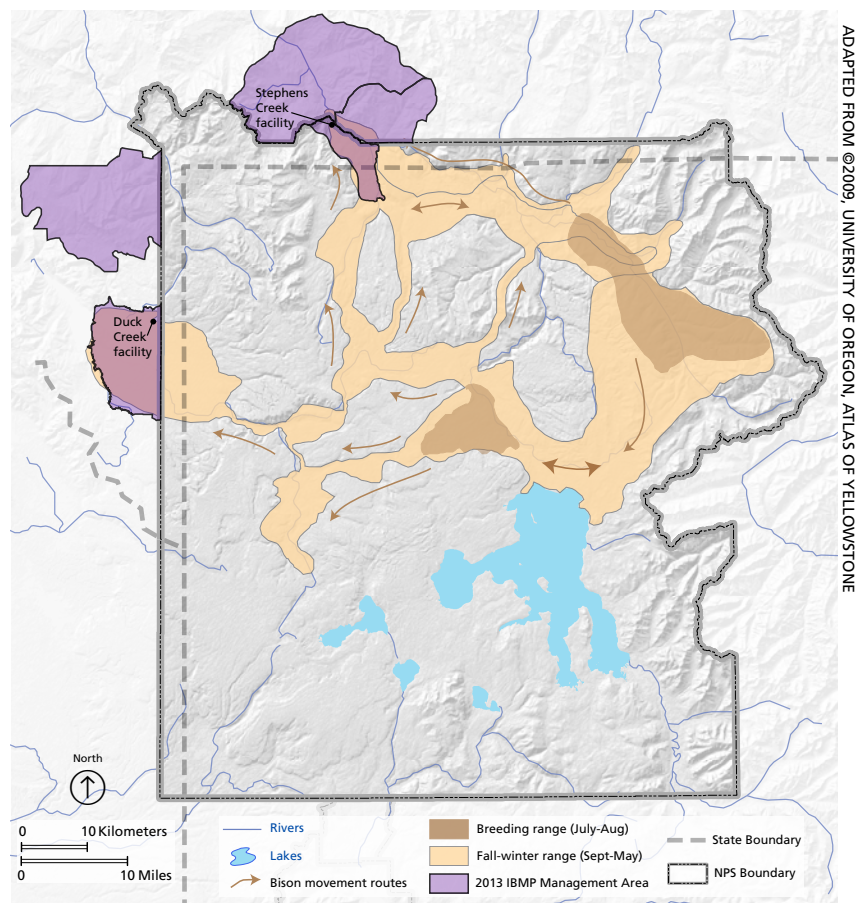 Stephens
Creek
facility
Duck
Creek
facility
ADAPTED FROM ©2009, UNIVERSITY OF OREGON, ATLAS OF YELLOWSTONE
North
0 10 Kilometers
0 10 Miles
Rivers
Lakes
Bison movement routes
Breeding range (July-Aug)
Fall-winter range (Sept-May)
2013 IBMP Management Area
State Boundary
NPS Boundary